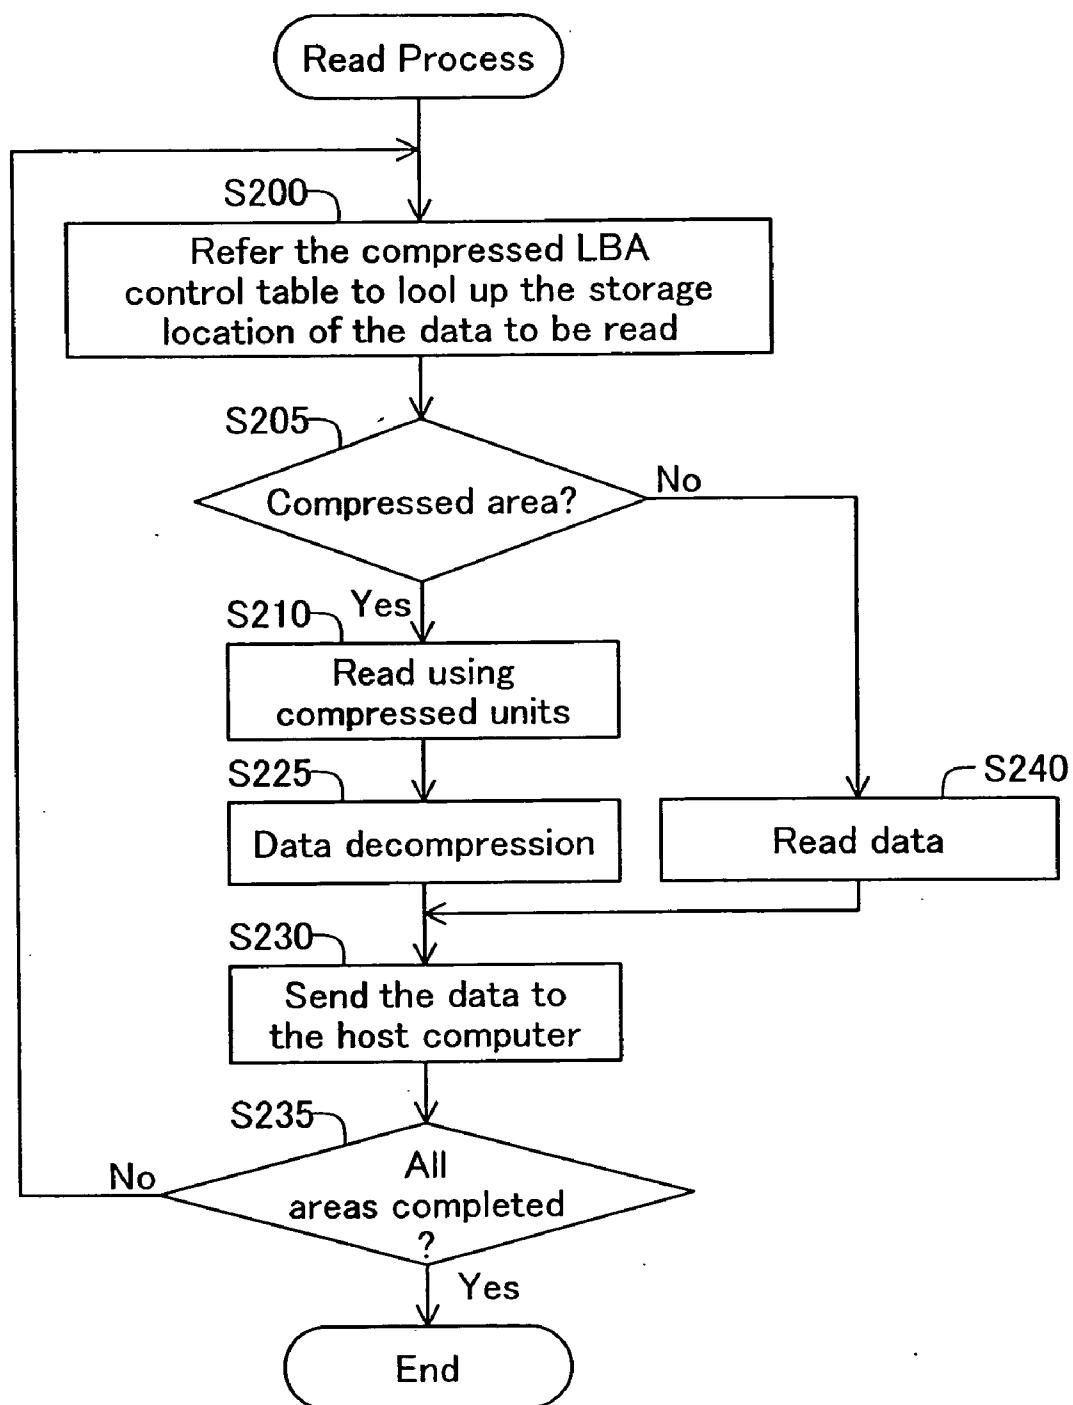 Read Process
S200
Refer the compressed LBA
control table to lool up the storage
location of the data to be read
S205
Compressed area?
No
Yes
S210
Read using
compressed units
S225
Data decompression
S240
Read data
S230
Send the data to
the host computer
S235
All
areas completed
?
No
Yes
End